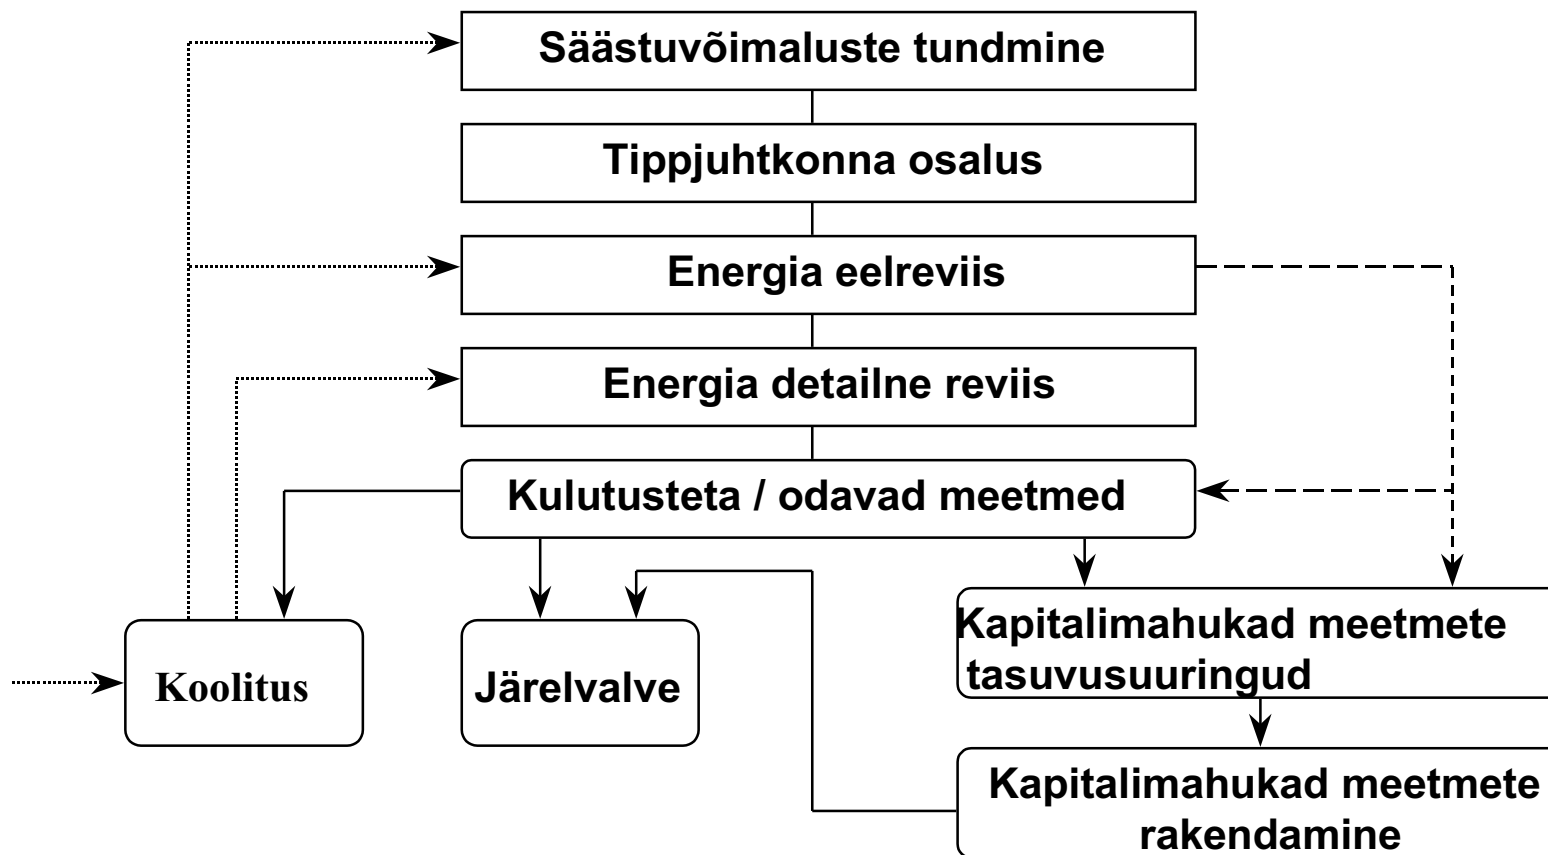 Säästuvõimaluste tundmine
Tippjuhtkonna osalus
Energia eelreviis
Energia detailne reviis
Kulutusteta / odavad meetmed
Koolitus
Järelvalve
Kapitalimahukad meetmete
tasuvusuuringud
Kapitalimahukad meetmete
rakendamine